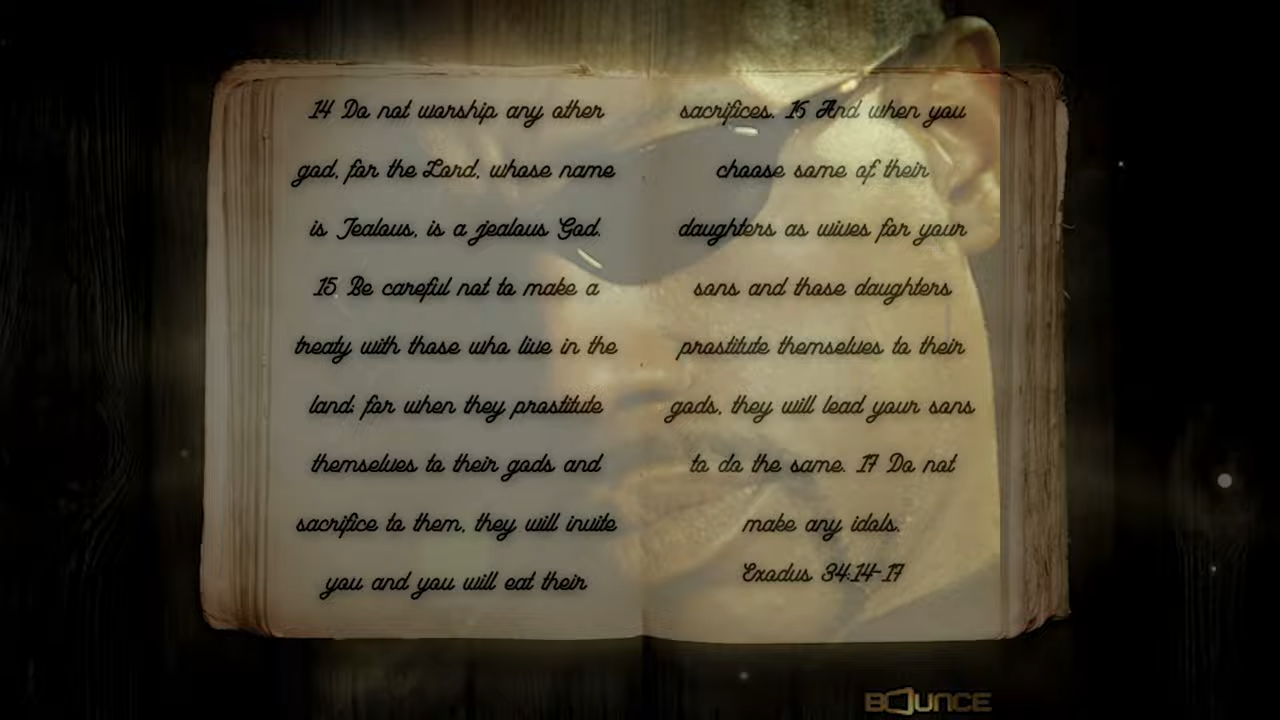 14 Do not worship any other
god, for the Lord, whose name
is Jealous, is a jealous God.
15 Be careful not to make a
treaty with those who live in the
land; for when they prostitute
themselves to their gods and
sacrifice to them, they will invite
you and you will eat their
sacrifices. 16 And when you
choose some of their
daughters as wives for your
sons and those daughters
prostitute themselves to their
gods, they will lead your sons
to do the same. 17 Do not
make any idols.
Exodus 34:14-17
BOUNCE